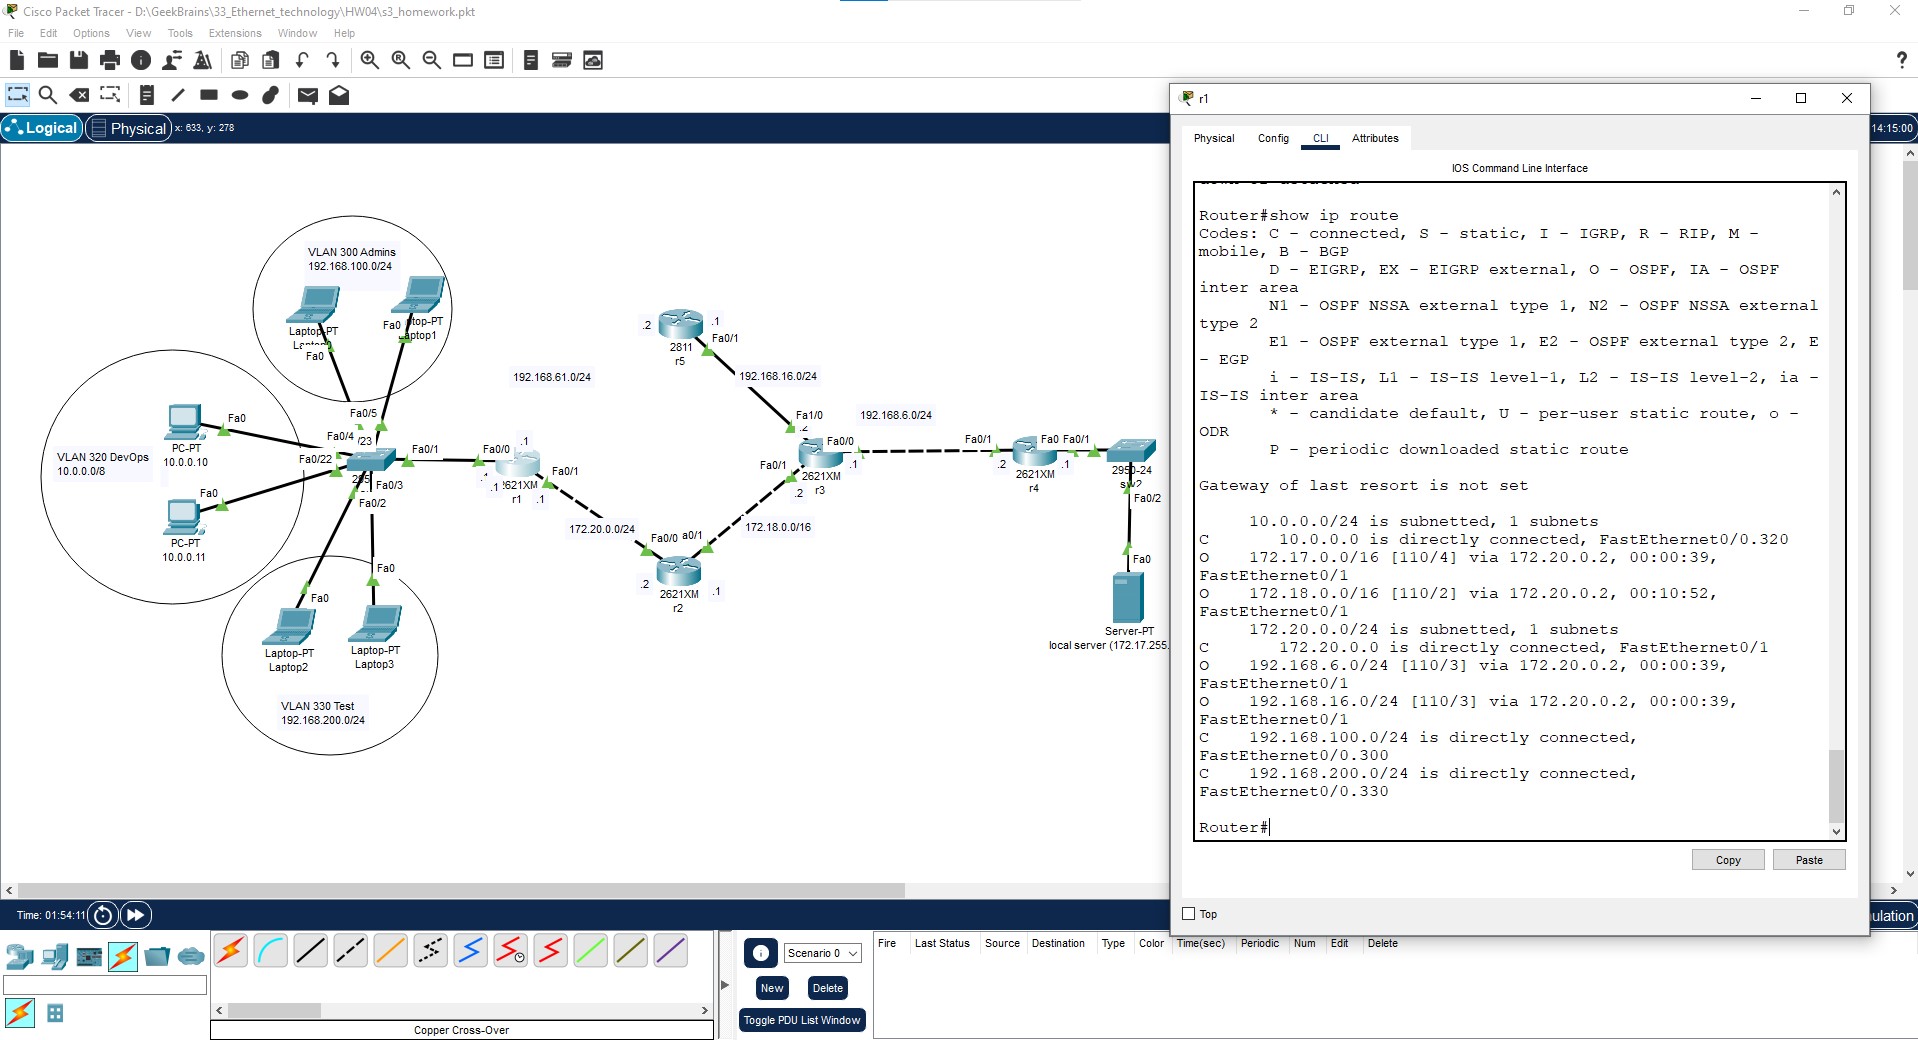 Cisco Packet Tracer - D:\GeekBrains\33_Ethernet_technology\HW04\s3_homework.pkt
File Edit Options View Tools Extensions Window Help
Logical Physical x: 633, y: 278
14:15:00
VLAN 300 Admins
192.168.100.0/24
Laptop-PT
Fa0
Fa0
Laptop1
VLAN 320 DevOps
10.0.0.0/8
PC-PT
10.0.0.10
Fa0
PC-PT
10.0.0.11
Fa0
Fa0/5
Fa0/4
/23
Fa0/22
Fa0/1
Fa0/3
Fa0/2
Fa0
Fa0
Laptop-PT
Laptop2
Laptop-PT
Laptop3
VLAN 330 Test
192.168.200.0/24
192.168.61.0/24
Fa0/0
.1
.1
.1
.1
r1
Fa0/1
172.20.0.0/24
Fa0/0
a0/1
.2
.1
2621XM
r2
172.18.0.0/16
.2
.1
2811
r5
Fa0/1
192.168.16.0/24
Fa1/0
.2
192.168.6.0/24
Fa0/0
.1
Fa0/1
.2
2621XM
r3
Fa0/1
.2
2621XM
r4
Fa0
Fa0/1
.1
2950-24
sw2
Fa0/2
Fa0
Server-PT
local server (172.17.255.
r1
Physical Config CLI Attributes
IOS Command Line Interface
Router#show ip route
Codes: C - connected, S - static, I - IGRP, R - RIP, M -
mobile, B - BGP
D - EIGRP, EX - EIGRP external, O - OSPF, IA - OSPF
inter area
N1 - OSPF NSSA external type 1, N2 - OSPF NSSA external
type 2
E1 - OSPF external type 1, E2 - OSPF external type 2, E
- EGP
i - IS-IS, L1 - IS-IS level-1, L2 - IS-IS level-2, ia -
IS-IS inter area
* - candidate default, U - per-user static route, o -
ODR
P - periodic downloaded static route
Gateway of last resort is not set
10.0.0.0/24 is subnetted, 1 subnets
C 10.0.0.0 is directly connected, FastEthernet0/0.320
O 172.17.0.0/16 [110/4] via 172.20.0.2, 00:00:39,
FastEthernet0/1
O 172.18.0.0/16 [110/2] via 172.20.0.2, 00:10:52,
FastEthernet0/1
172.20.0.0/24 is subnetted, 1 subnets
C 172.20.0.0 is directly connected, FastEthernet0/1
O 192.168.6.0/24 [110/3] via 172.20.0.2, 00:00:39,
FastEthernet0/1
O 192.168.16.0/24 [110/3] via 172.20.0.2, 00:00:39,
FastEthernet0/1
C 192.168.100.0/24 is directly connected,
FastEthernet0/0.300
C 192.168.200.0/24 is directly connected,
FastEthernet0/0.330
Router#
Copy Paste
Top
Time: 01:54:11
ulation
Copper Cross-Over
Scenario 0
New Delete
Toggle PDU List Window
Fire Last Status Source Destination Type Color Time(sec) Periodic Num Edit Delete